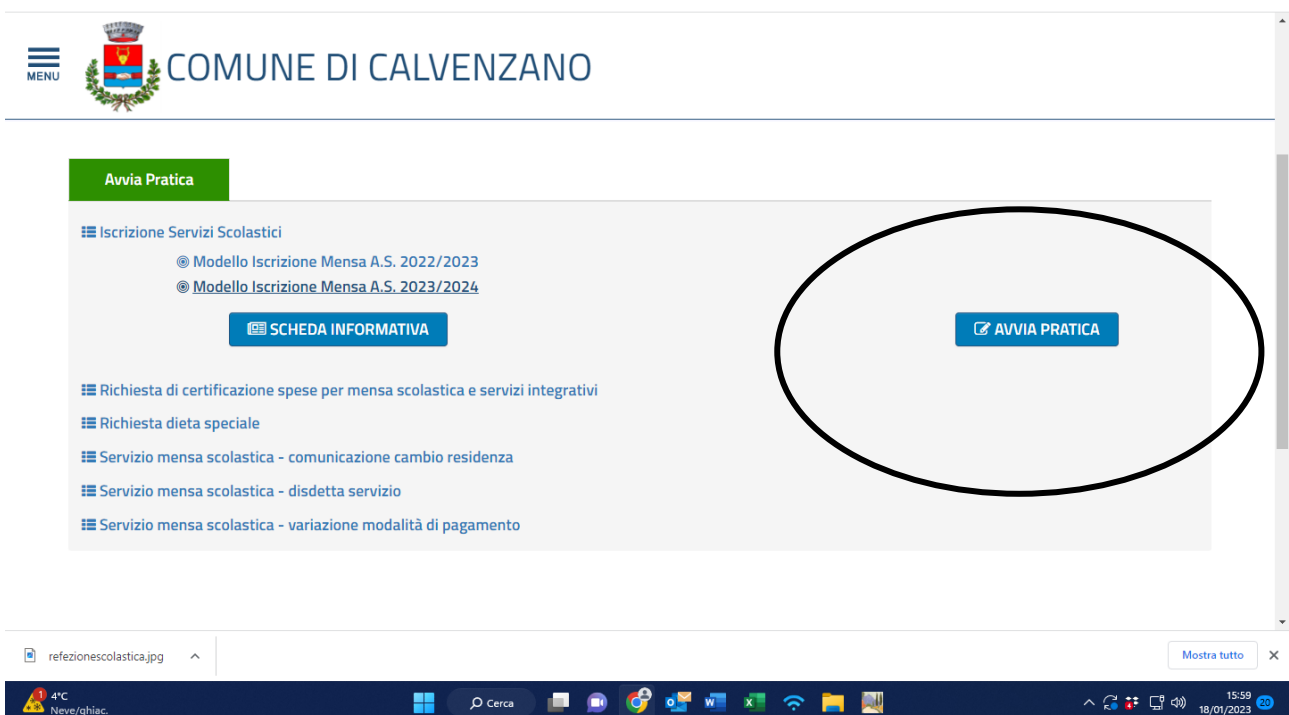 MENU
COMUNE DI CALVENZANO
Avvia Pratica
Iscrizione Servizi Scolastici
Modello Iscrizione Mensa A.S. 2022/2023
Modello Iscrizione Mensa A.S. 2023/2024
SCHEDA INFORMATIVA
AVVIA PRATICA
Richiesta di certificazione spese per mensa scolastica e servizi integrativi
Richiesta dieta speciale
Servizio mensa scolastica - comunicazione cambio residenza
Servizio mensa scolastica - disdetta servizio
Servizio mensa scolastica - variazione modalità di pagamento
refezionescolastica.jpg
Mostra tutto
1
4°C
Neve/ghiac.
Cerca
15:59
18/01/2023
20